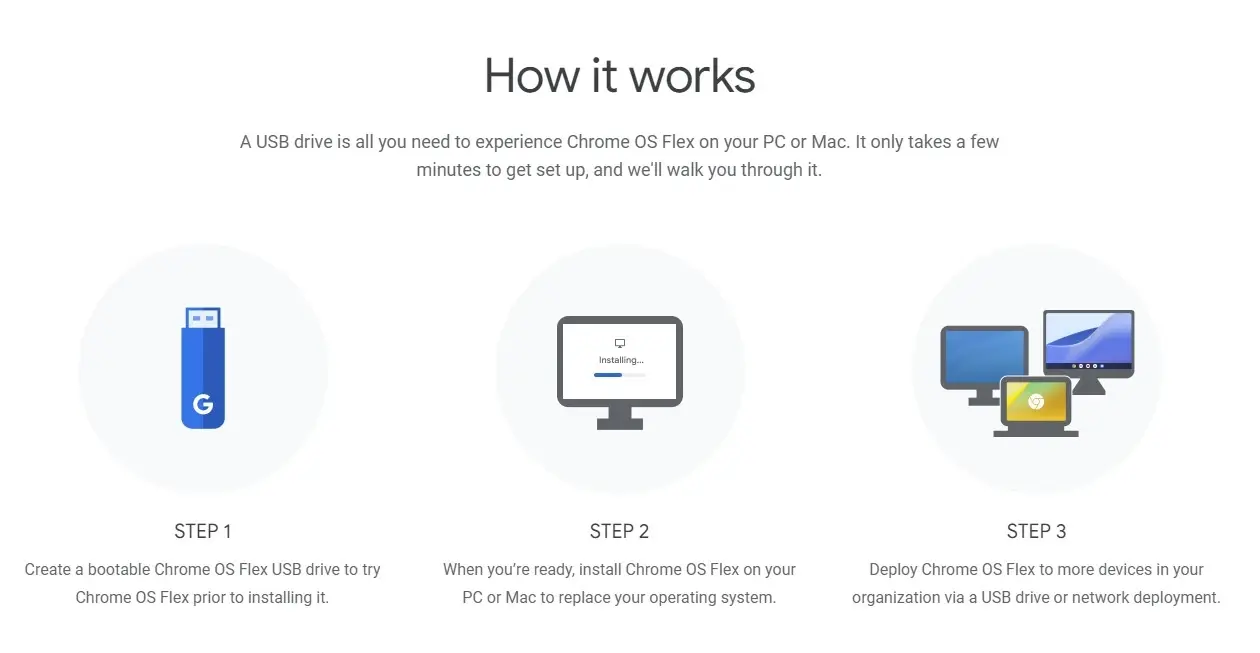 How it works
A USB drive is all you need to experience Chrome OS Flex on your PC or Mac. It only takes a few
minutes to get set up, and we'll walk you through it.
G
Installing...
STEP 1
Create a bootable Chrome OS Flex USB drive to try
Chrome OS Flex prior to installing it.
STEP 2
When you’re ready, install Chrome OS Flex on your
PC or Mac to replace your operating system.
STEP 3
Deploy Chrome OS Flex to more devices in your
organization via a USB drive or network deployment.